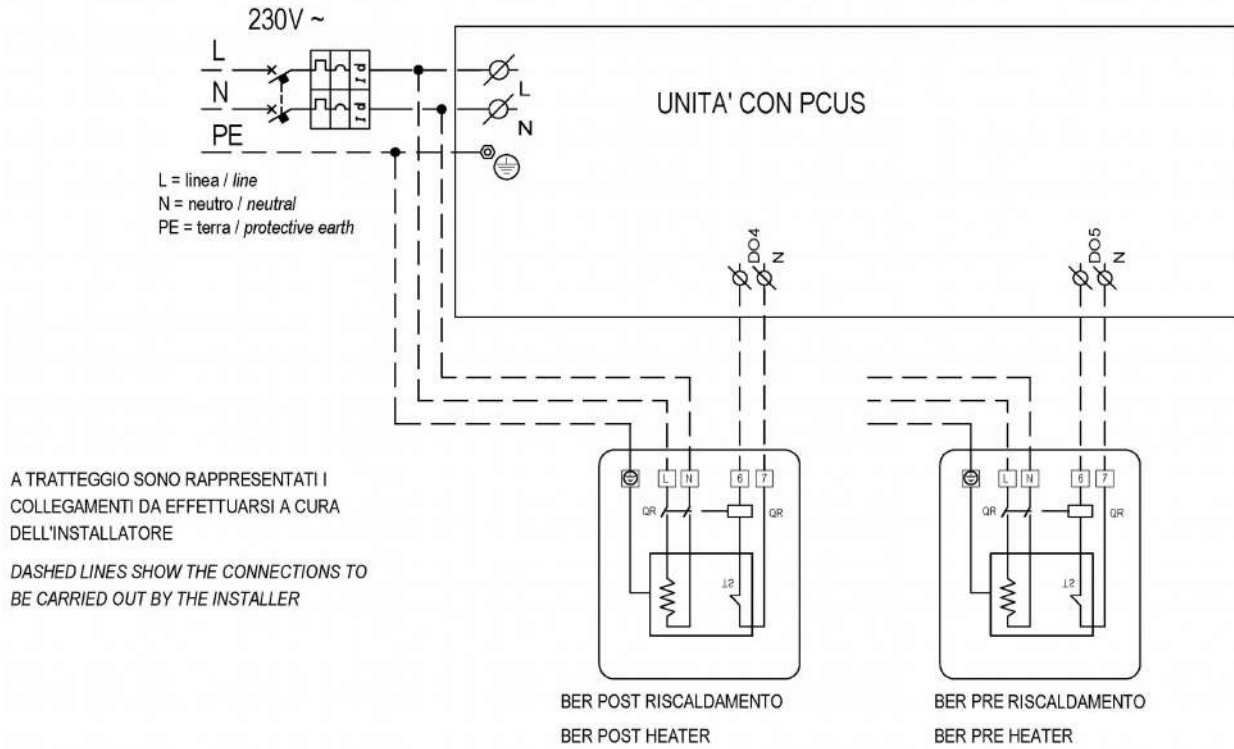 230V ~
L
N
PE
I d
I d
L
N
L = linea / line
N = neutro / neutral
PE = terra / protective earth
UNITA' CON PCUS
DO4
N
DO5
N
A TRATTEGGIO SONO RAPPRESENTATI I
COLLEGAMENTI DA EFFETTUARSI A CURA
DELL'INSTALLATORE
DASHED LINES SHOW THE CONNECTIONS TO
BE CARRIED OUT BY THE INSTALLER
L N 6 7
QR QR
TS
BER POST RISCALDAMENTO
BER POST HEATER
L N 6 7
QR QR
TS
BER PRE RISCALDAMENTO
BER PRE HEATER